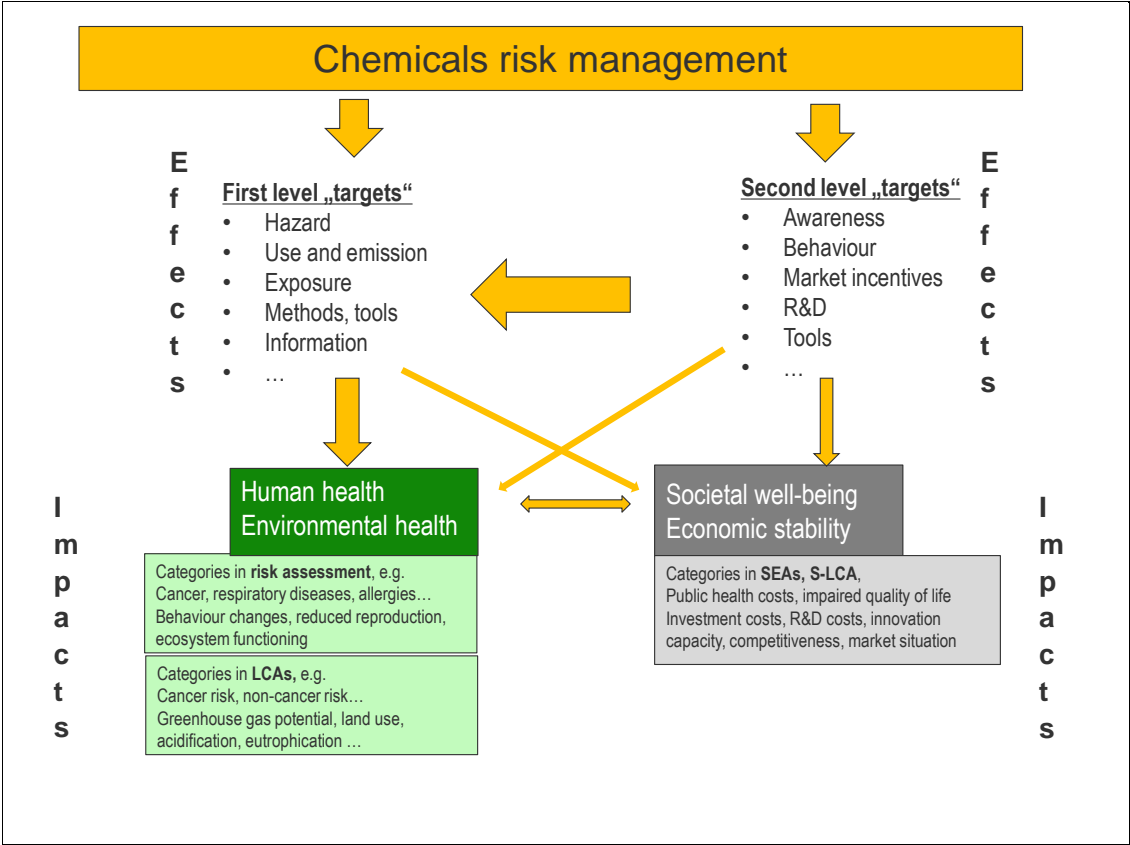 Chemicals risk management
Effects
First level „targets“
• Hazard
• Use and emission
• Exposure
• Methods, tools
• Information
• …
Second level „targets“
• Awareness
• Behaviour
• Market incentives
• R&D
• Tools
• …
Effects
Impacts
Human health
Environmental health
Categories in risk assessment, e.g.
Cancer, respiratory diseases, allergies…
Behaviour changes, reduced reproduction,
ecosystem functioning
Categories in LCAs, e.g.
Cancer risk, non-cancer risk…
Greenhouse gas potential, land use,
acidification, eutrophication …
Societal well-being
Economic stability
Categories in SEAs, S-LCA,
Public health costs, impaired quality of life
Investment costs, R&D costs, innovation
capacity, competitiveness, market situation
Impacts